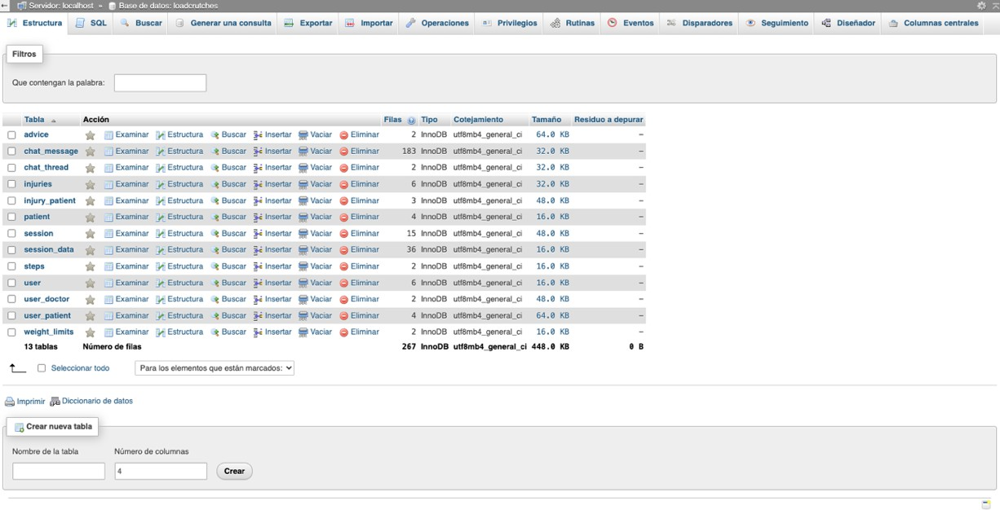 Servidor: localhost » Base de datos: loadcrutches
Estructura SQL Buscar Generar una consulta Exportar Importar Operaciones Privilegios Rutinas Eventos Disparadores Seguimiento Diseñador Columnas centrales
Filtros
Que contengan la palabra:
Tabla Acción Filas Tipo Cotejamiento Tamaño Residuo a depurar
advice Examinar Estructura Buscar Insertar Vaciar Eliminar 2 InnoDB utf8mb4_general_ci 64.0 KB –
chat_message Examinar Estructura Buscar Insertar Vaciar Eliminar 183 InnoDB utf8mb4_general_ci 32.0 KB –
chat_thread Examinar Estructura Buscar Insertar Vaciar Eliminar 2 InnoDB utf8mb4_general_ci 32.0 KB –
injuries Examinar Estructura Buscar Insertar Vaciar Eliminar 6 InnoDB utf8mb4_general_ci 32.0 KB –
injury_patient Examinar Estructura Buscar Insertar Vaciar Eliminar 3 InnoDB utf8mb4_general_ci 48.0 KB –
patient Examinar Estructura Buscar Insertar Vaciar Eliminar 4 InnoDB utf8mb4_general_ci 16.0 KB –
session Examinar Estructura Buscar Insertar Vaciar Eliminar 15 InnoDB utf8mb4_general_ci 48.0 KB –
session_data Examinar Estructura Buscar Insertar Vaciar Eliminar 36 InnoDB utf8mb4_general_ci 16.0 KB –
steps Examinar Estructura Buscar Insertar Vaciar Eliminar 2 InnoDB utf8mb4_general_ci 16.0 KB –
user Examinar Estructura Buscar Insertar Vaciar Eliminar 6 InnoDB utf8mb4_general_ci 16.0 KB –
user_doctor Examinar Estructura Buscar Insertar Vaciar Eliminar 2 InnoDB utf8mb4_general_ci 48.0 KB –
user_patient Examinar Estructura Buscar Insertar Vaciar Eliminar 4 InnoDB utf8mb4_general_ci 64.0 KB –
weight_limits Examinar Estructura Buscar Insertar Vaciar Eliminar 2 InnoDB utf8mb4_general_ci 16.0 KB –
13 tablas Número de filas 267 InnoDB utf8mb4_general_ci 448.0 KB 0 B
Seleccionar todo Para los elementos que están marcados:
Imprimir Diccionario de datos
Crear nueva tabla
Nombre de la tabla Número de columnas
4 Crear